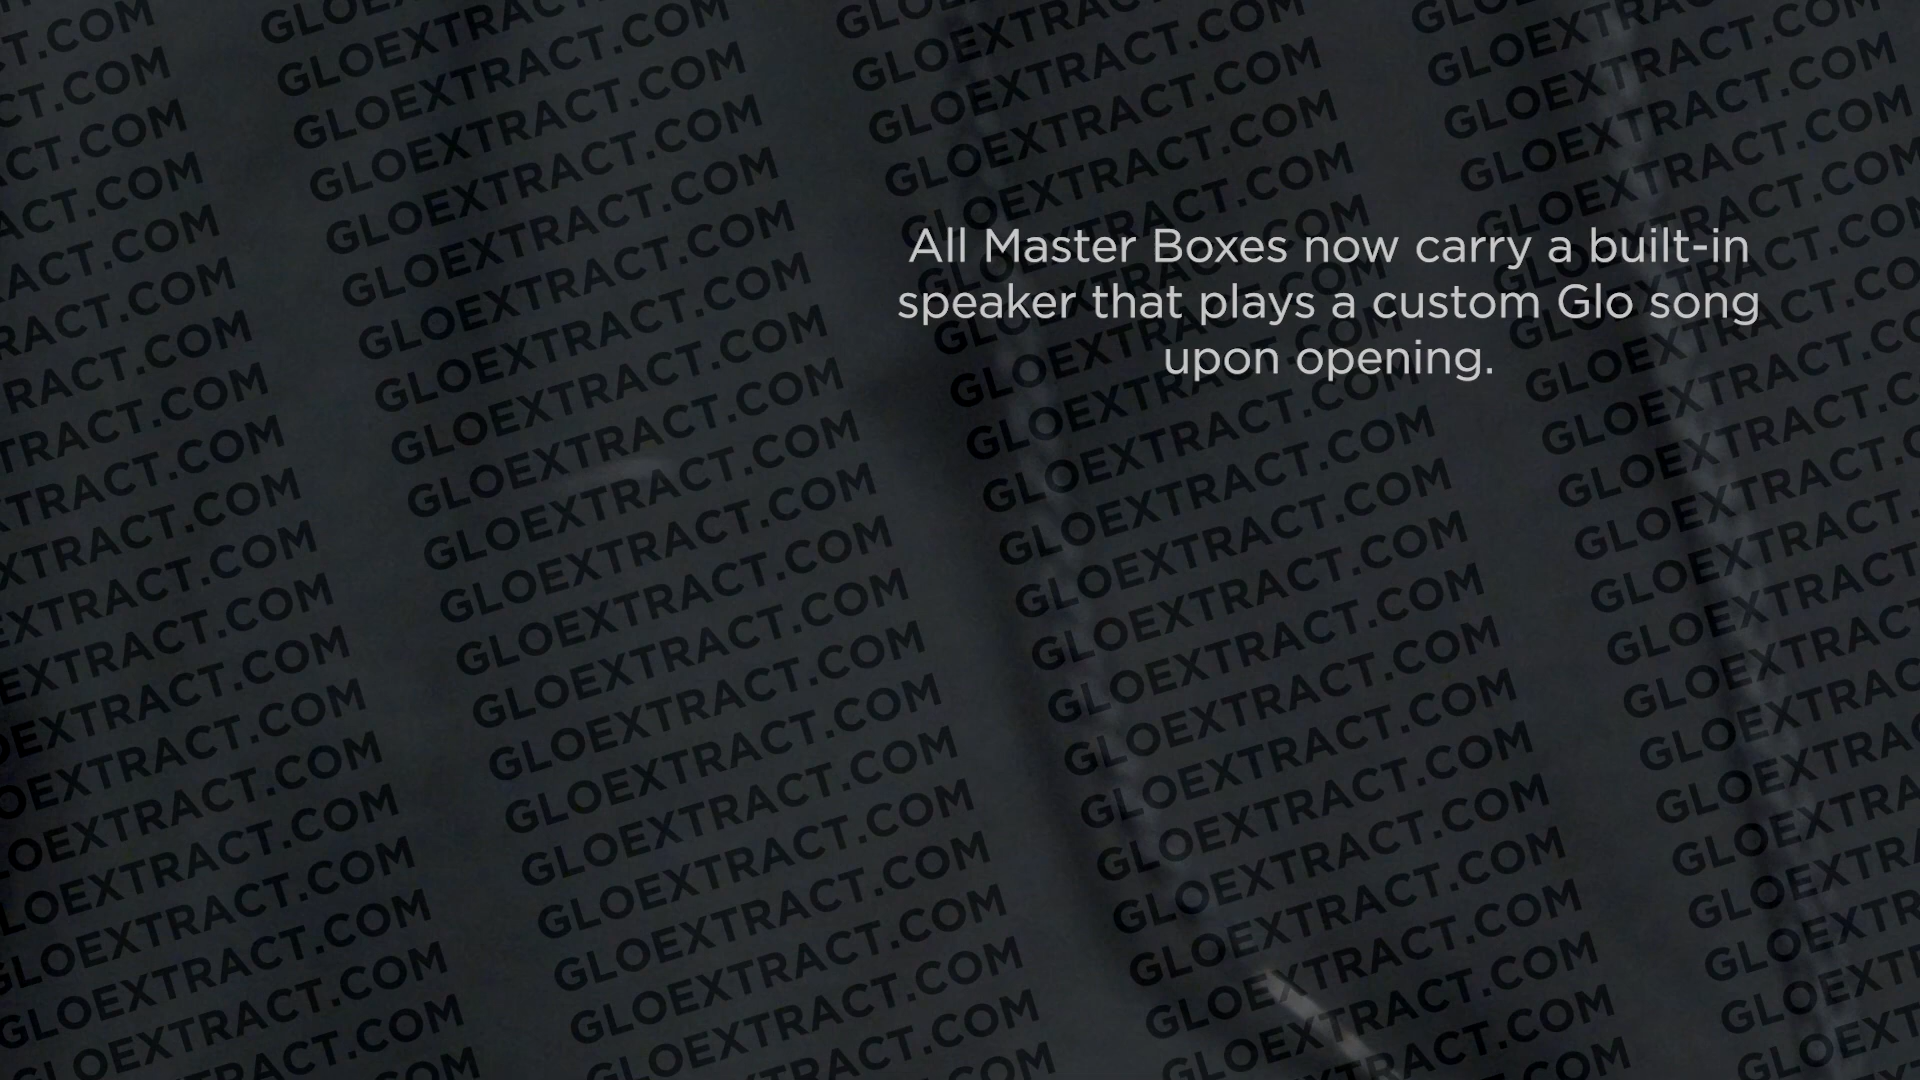 All Master Boxes now carry a built-in
speaker that plays a custom Glo song
upon opening.
GLOEXTRACT.COM